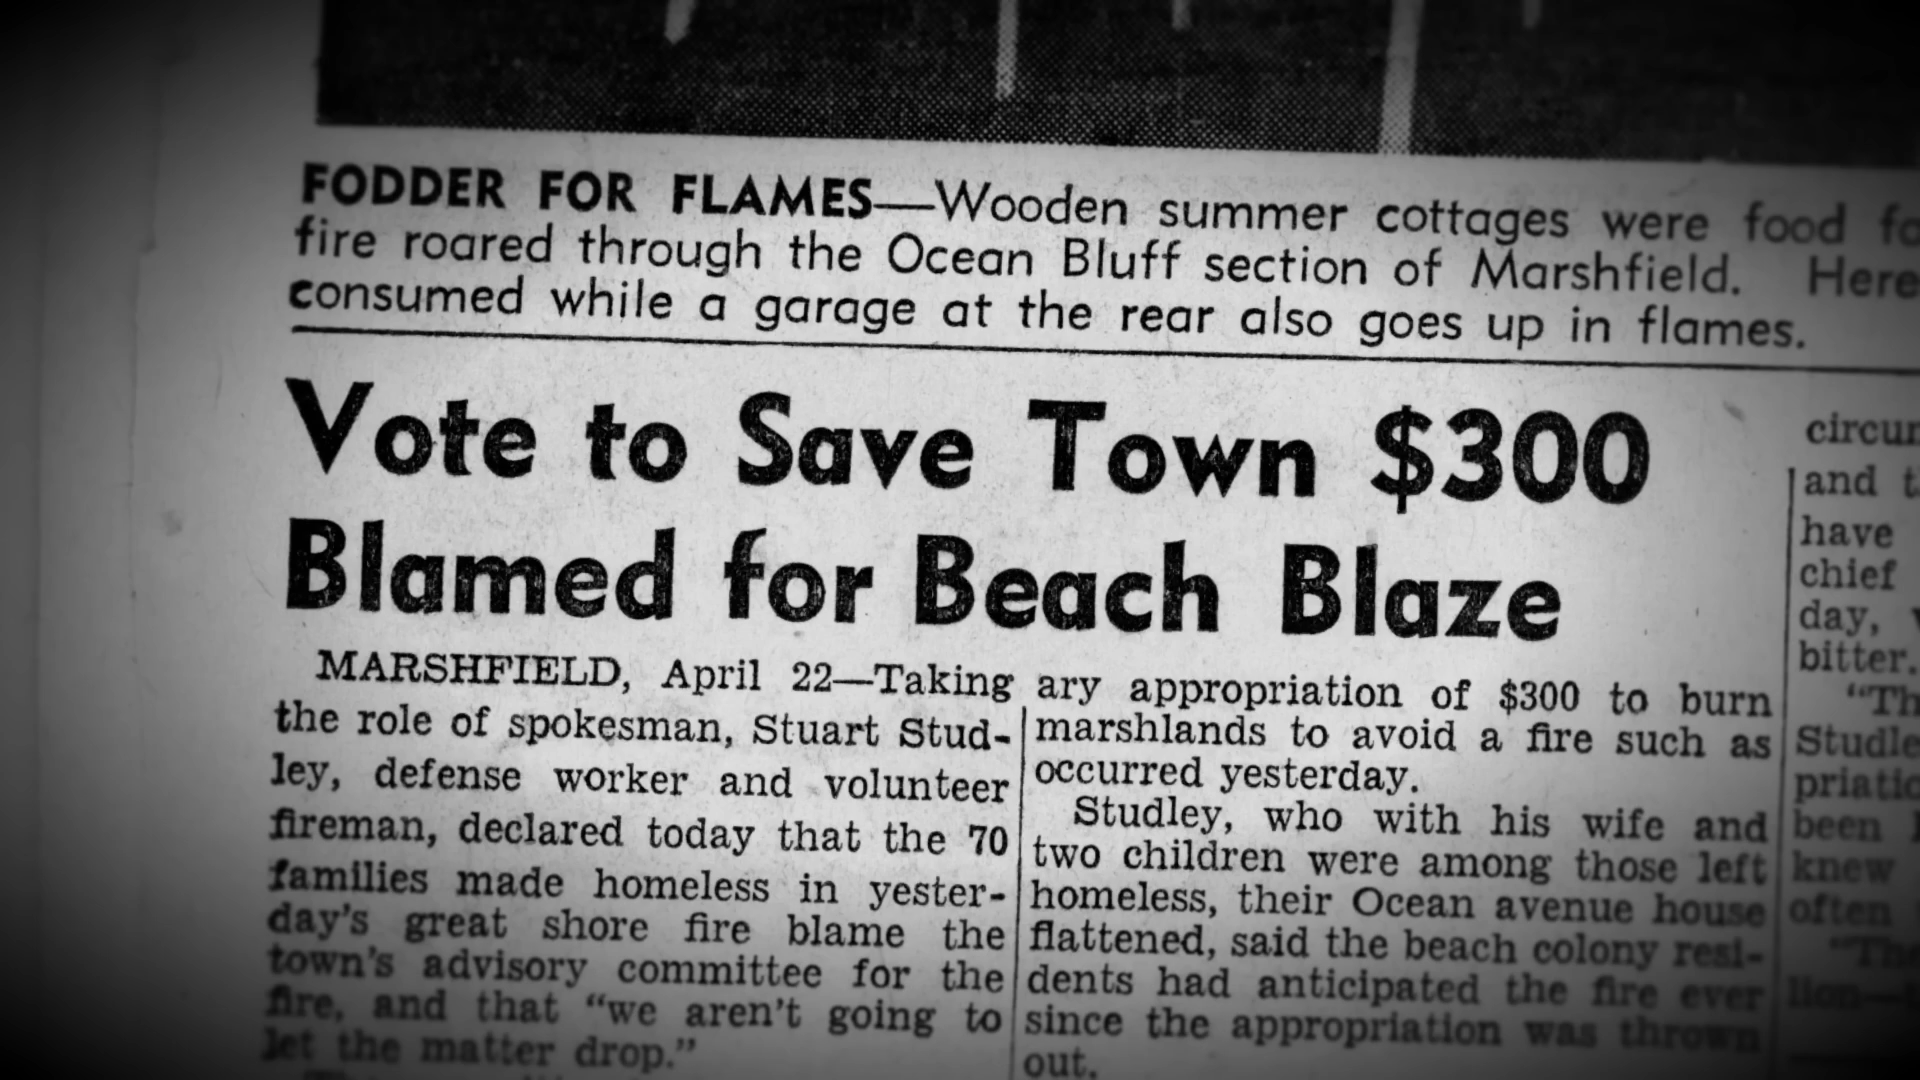 FODDER FOR FLAMES—Wooden summer cottages were food
fire roared through the Ocean Bluff section of Marshfield. Here
consumed while a garage at the rear also goes up in flames.
Vote to Save Town $300
Blamed for Beach Blaze
MARSHFIELD, April 22—Taking
the role of spokesman, Stuart Stud-
ley, defense worker and volunteer
fireman, declared today that the 70
families made homeless in yester-
day's great shore fire blame the
town's advisory committee for the
fire, and that "we aren't going to
let the matter drop."
ary appropriation of $300 to burn
marshlands to avoid a fire such as
occurred yesterday.
Studley, who with his wife and
two children were among those left
homeless, their Ocean avenue house
flattened, said the beach colony resi-
dents had anticipated the fire ever
since the appropriation was thrown
out.
circum
and
have
chief
day,
bitter.
"Th
Studle
priatio
been
knew
often